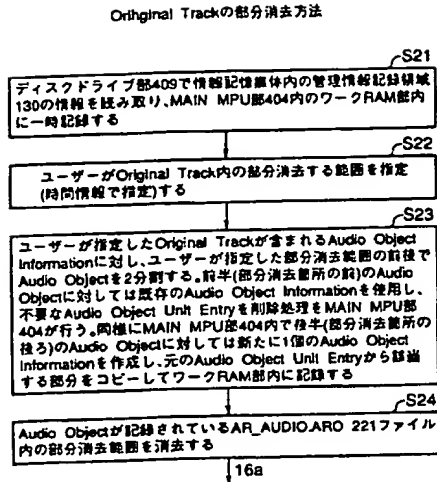 Orihginal Trackの部分消去方法
S21
ディスクドライブ部409で情報記憶媒体内の管理情報記録領域
130の情報を読み取り、MAIN MPU部404内のワークRAM部内
に一時記録する
S22
ユーザーがOriginal Track内の部分消去する範囲を指定
(時間情報で指定)する
S23
ユーザーが指定したOriginal Trackが含まれるAudio Object
Informationに対し、ユーザーが指定した部分消去範囲の前後で
Audio Objectを2分割する。前半(部分消去箇所の前)のAudio
Objectに対しては既存のAudio Object Informationを使用し、
不要なAudio Object Unit Entryを削除処理をMAIN MPU部
404が行う。同様にMAIN MPU部404内で後半(部分消去箇所の
後ろ)のAudio Objectに対しては新たに1個のAudio Object
Informationを作成し、元のAudio Object Unit Entryから該当
する部分をコピーしてワークRAM部内に記録する
S24
Audio Objectが記録されているAR_AUDIO.ARO 221ファイル
内の部分消去範囲を消去する
16a